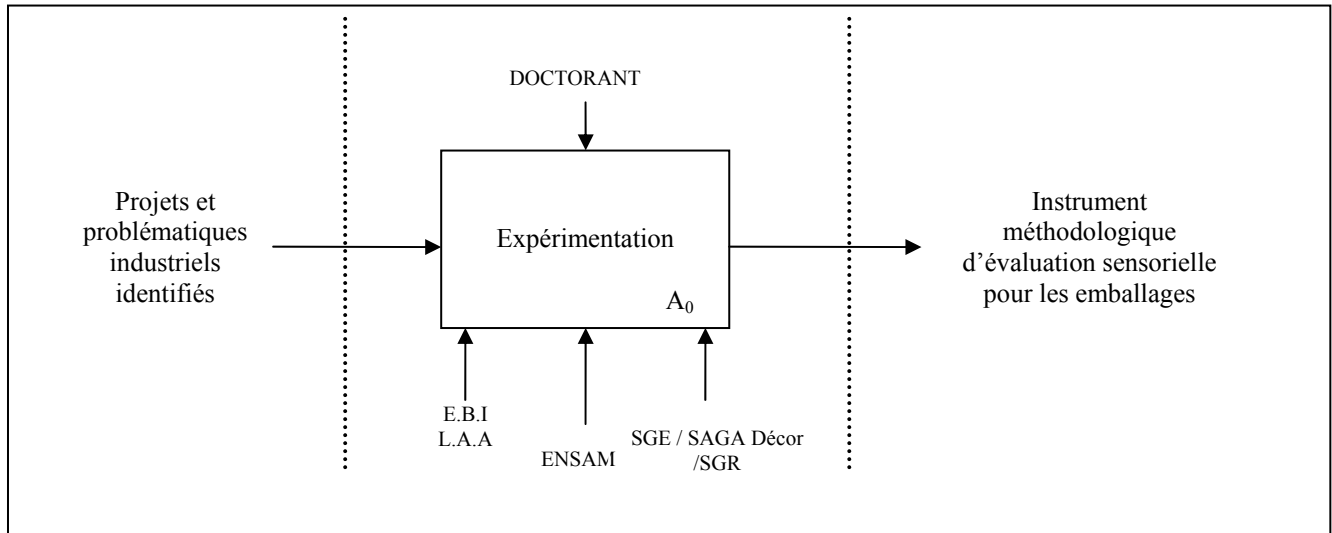 DOCTORANT
Projets et
problématiques
industriels
identifiés
Expérimentation
A₀
Instrument
méthodologique
d'évaluation sensorielle
pour les emballages
E.B.I
L.A.A
ENSAM
SGE / SAGA Décor
/SGR